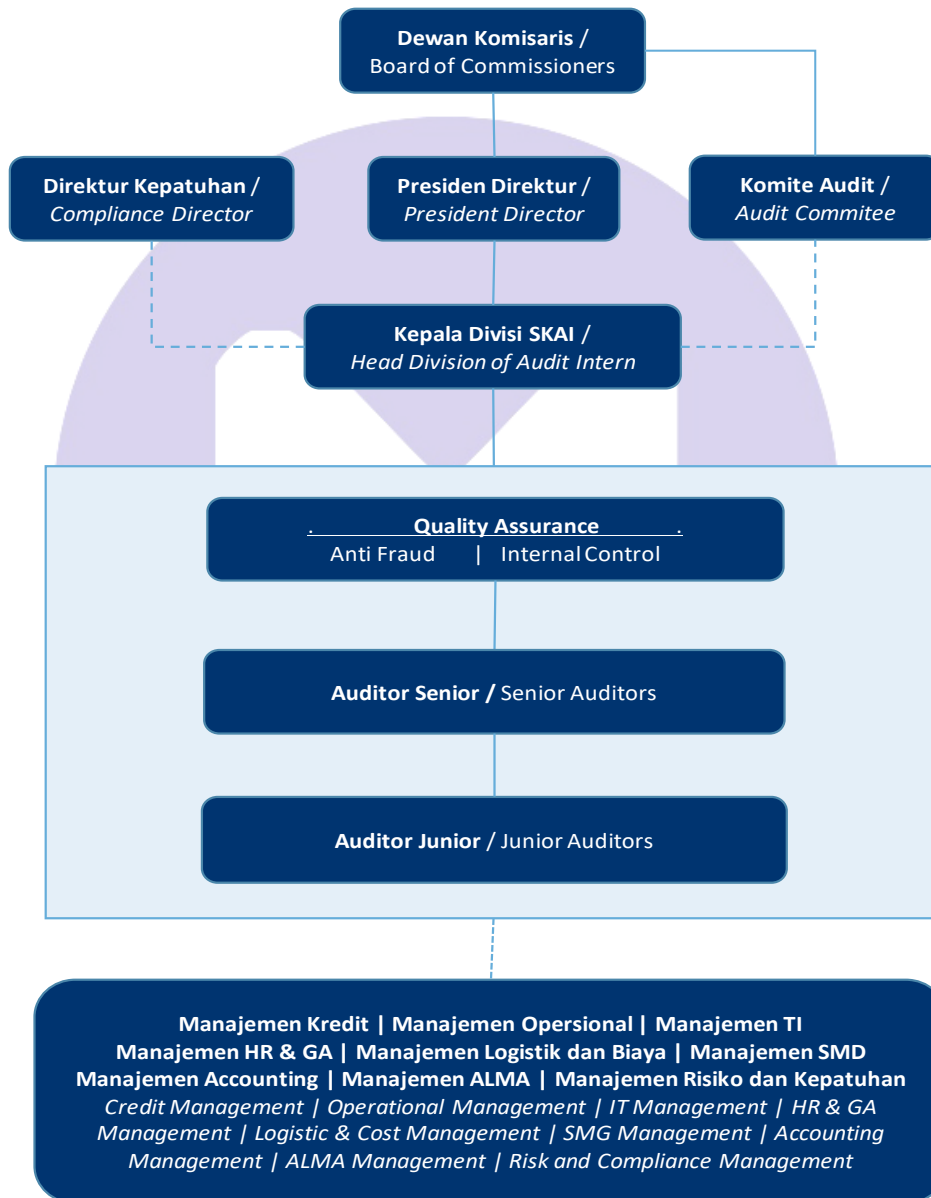 Dewan Komisaris /
Board of Commissioners
Direktur Kepatuhan /
Compliance Director
Presiden Direktur /
President Director
Komite Audit /
Audit Commitee
Kepala Divisi SKAI /
Head Division of Audit Intern
. Quality Assurance .
Anti Fraud | Internal Control
Auditor Senior / Senior Auditors
Auditor Junior / Junior Auditors
Manajemen Kredit | Manajemen Opersional | Manajemen TI
Manajemen HR & GA | Manajemen Logistik dan Biaya | Manajemen SMD
Manajemen Accounting | Manajemen ALMA | Manajemen Risiko dan Kepatuhan
Credit Management | Operational Management | IT Management | HR & GA
Management | Logistic & Cost Management | SMG Management | Accounting
Management | ALMA Management | Risk and Compliance Management